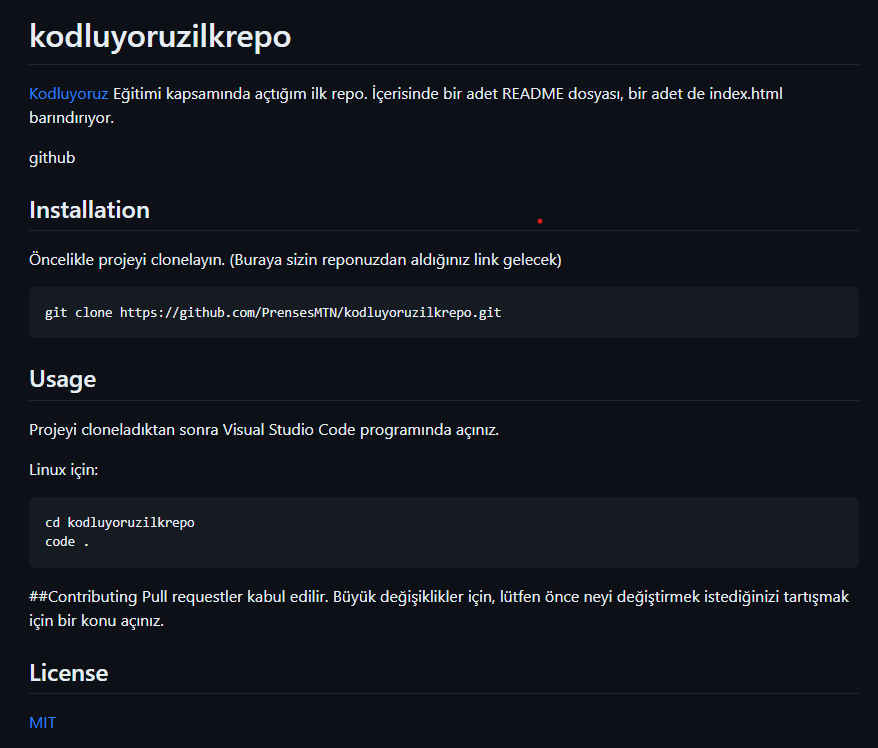 kodluyoruzilkrepo
Kodluyoruz Eğitimi kapsamında açtığım ilk repo. İçerisinde bir adet README dosyası, bir adet de index.html
barındırıyor.
github
Installation
Öncelikle projeyi clonelayın. (Buraya sizin reponuzdan aldığınız link gelecek)
git clone https://github.com/PrensesMTN/kodluyoruzilkrepo.git
Usage
Projeyi cloneladıktan sonra Visual Studio Code programında açınız.
Linux için:
cd kodluyoruzilkrepo
code .
##Contributing Pull requestler kabul edilir. Büyük değişiklikler için, lütfen önce neyi değiştirmek istediğinizi tartışmak
için bir konu açınız.
License
MIT